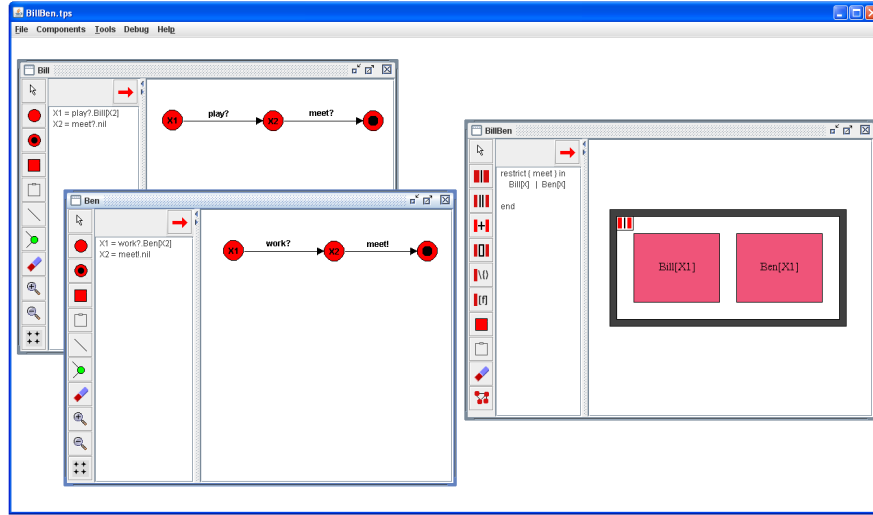 BillBen.tps
File Components Tools Debug Help
Bill
X1 = play?.Bill[X2]
X2 = meet?.nil
X1 play? X2 meet?
Ben
X1 = work?.Ben[X2]
X2 = meet!.nil
X1 work? X2 meet!
BillBen
restrict { meet } in
Bill[X] | Ben[X]
end
\{}
[f]
Bill[X1] Ben[X1]